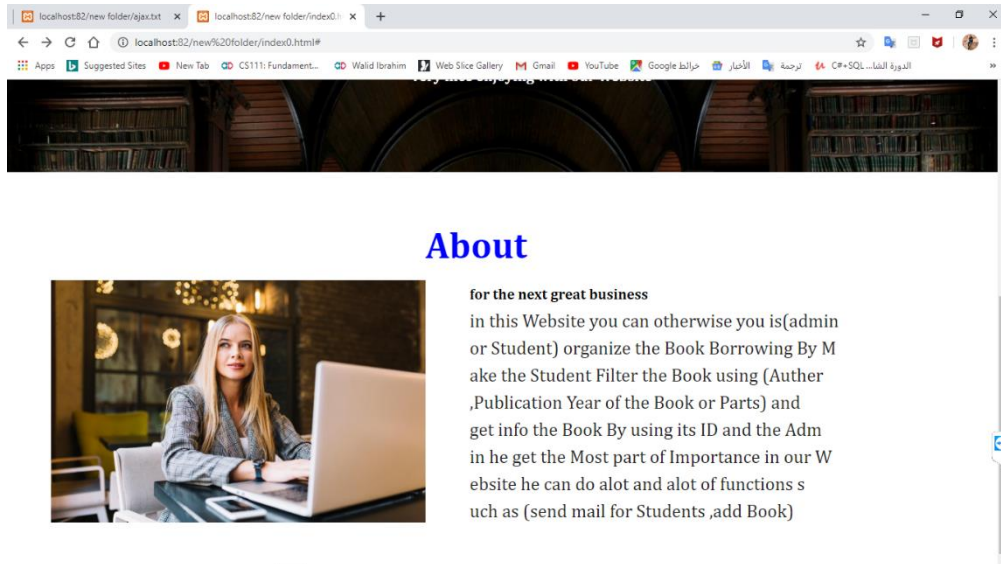 localhost:82/new folder/ajax.txt
localhost:82/new folder/index0.h
localhost:82/new%20folder/index0.html#
Apps Suggested Sites New Tab CS111: Fundament... Walid Ibrahim Web Slice Gallery Gmail YouTube خرائط Google الأخبار ترجمة الدورة الشا... C#+SQL »
Very nice enjoying with our Website
About
for the next great business
in this Website you can otherwise you is(admin
or Student) organize the Book Borrowing By M
ake the Student Filter the Book using (Auther
,Publication Year of the Book or Parts) and
get info the Book By using its ID and the Adm
in he get the Most part of Importance in our W
ebsite he can do alot and alot of functions s
uch as (send mail for Students ,add Book)